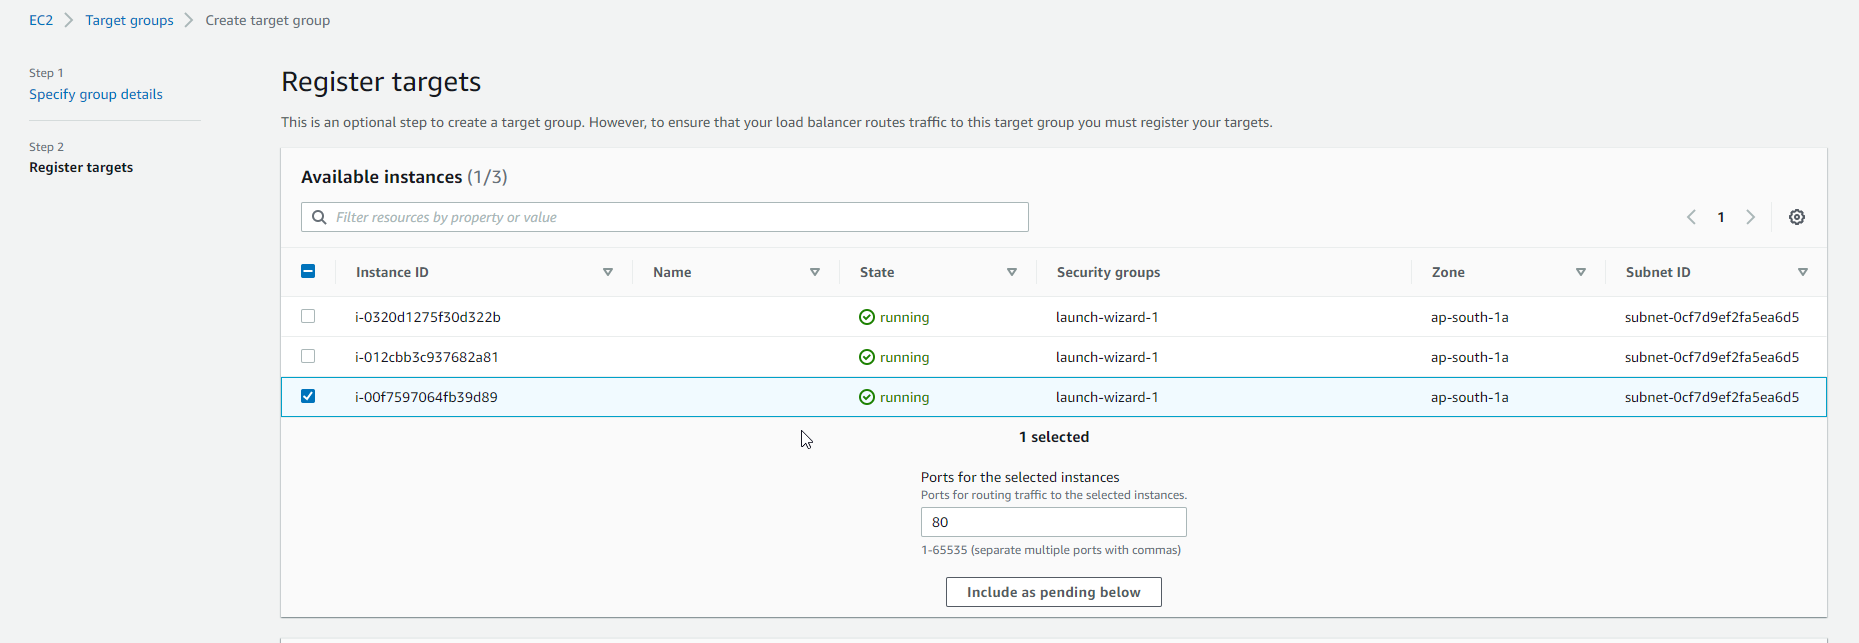 EC2 Target groups Create target group
Step 1
Specify group details
Step 2
Register targets
Register targets
This is an optional step to create a target group. However, to ensure that your load balancer routes traffic to this target group you must register your targets.
Available instances (1/3)
Filter resources by property or value
1
Instance ID Name State Security groups Zone Subnet ID
i-0320d1275f30d322b running launch-wizard-1 ap-south-1a subnet-0cf7d9ef2fa5ea6d5
i-012cbb3c937682a81 running launch-wizard-1 ap-south-1a subnet-0cf7d9ef2fa5ea6d5
i-00f7597064fb39d89 running launch-wizard-1 ap-south-1a subnet-0cf7d9ef2fa5ea6d5
1 selected
Ports for the selected instances
Ports for routing traffic to the selected instances.
80
1-65535 (separate multiple ports with commas)
Include as pending below